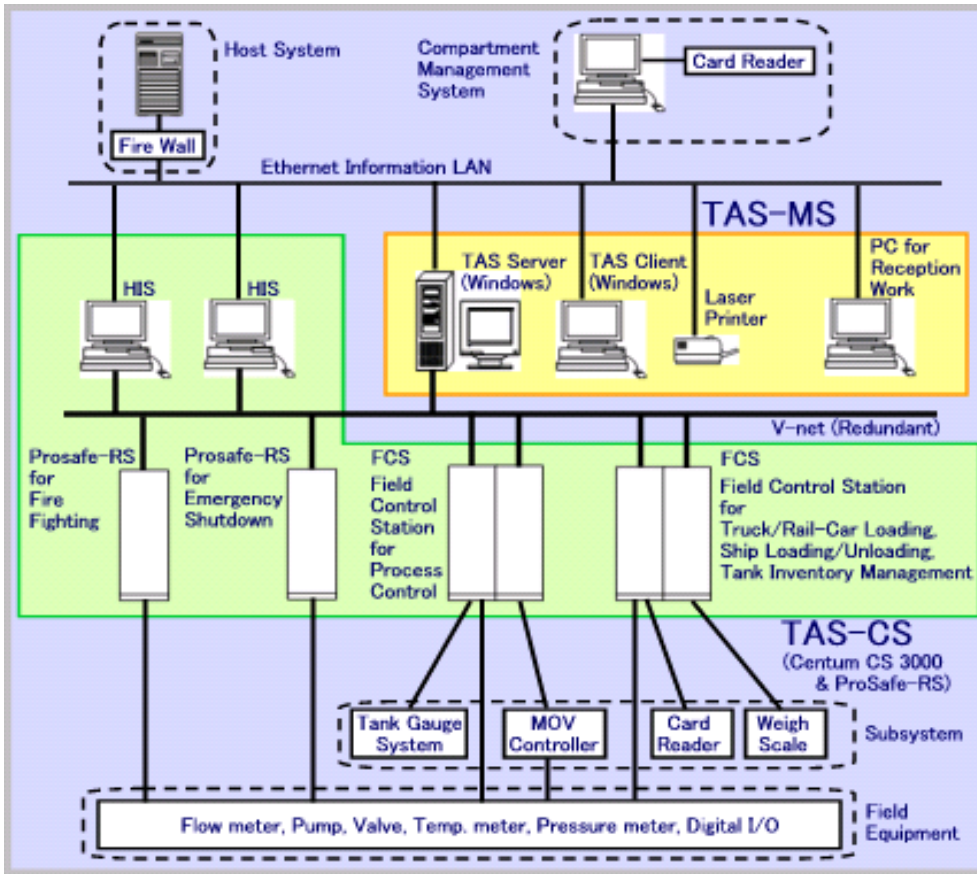 Host System
Compartment
Management
System
Card Reader
Fire Wall
Ethernet Information LAN
TAS-MS
TAS Server
(Windows)
TAS Client
(Windows)
Laser
Printer
PC for
Reception
Work
HIS
HIS
V-net (Redundant)
Prosafe-RS
for
Fire
Fighting
Prosafe-RS
for
Emergency
Shutdown
FCS
Field
Control
Station
for
Process
Control
FCS
Field Control Station
for
Truck/Rail-Car Loading,
Ship Loading/Unloading,
Tank Inventory Management
TAS-CS
(Centum CS 3000
& ProSafe-RS)
Tank Gauge
System
MOV
Controller
Card
Reader
Weigh
Scale
Subsystem
Flow meter, Pump, Valve, Temp. meter, Pressure meter, Digital I/O
Field
Equipment